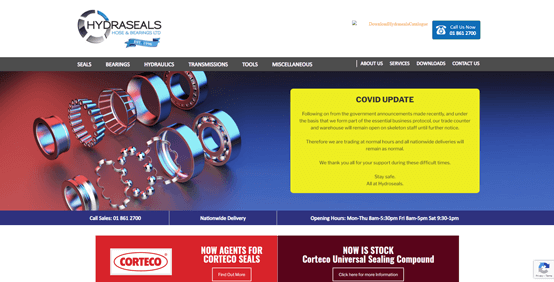 HYDRASEALS
HOSE & BEARINGS LTD
Call Us Now
01 861 2700
SEALS BEARINGS HYDRAULICS TRANSMISSIONS TOOLS MISCELLANEOUS ABOUT US SERVICES DOWNLOADS CONTACT US
COVID UPDATE
Following on from the government announcements made recently, and under
the basis that we form part of the essential business protocol, our trade counter
and warehouse will remain open on skeleton staff until further notice.
Therefore we are trading at normal hours and all nationwide deliveries will
remain as normal.
We thank you all for your support during these difficult times.
Stay safe.
All at Hydraseals.
Call Sales: 01 861 2700 Nationwide Delivery Opening Hours: Mon-Thu 8am-5:30pm Fri 8am-5pm Sat 9:30-1pm
CORTECO
NOW AGENTS FOR
CORTECO SEALS
Find Out More
NOW IS STOCK
Corteco Universal Sealing Compound
Click here for more Information